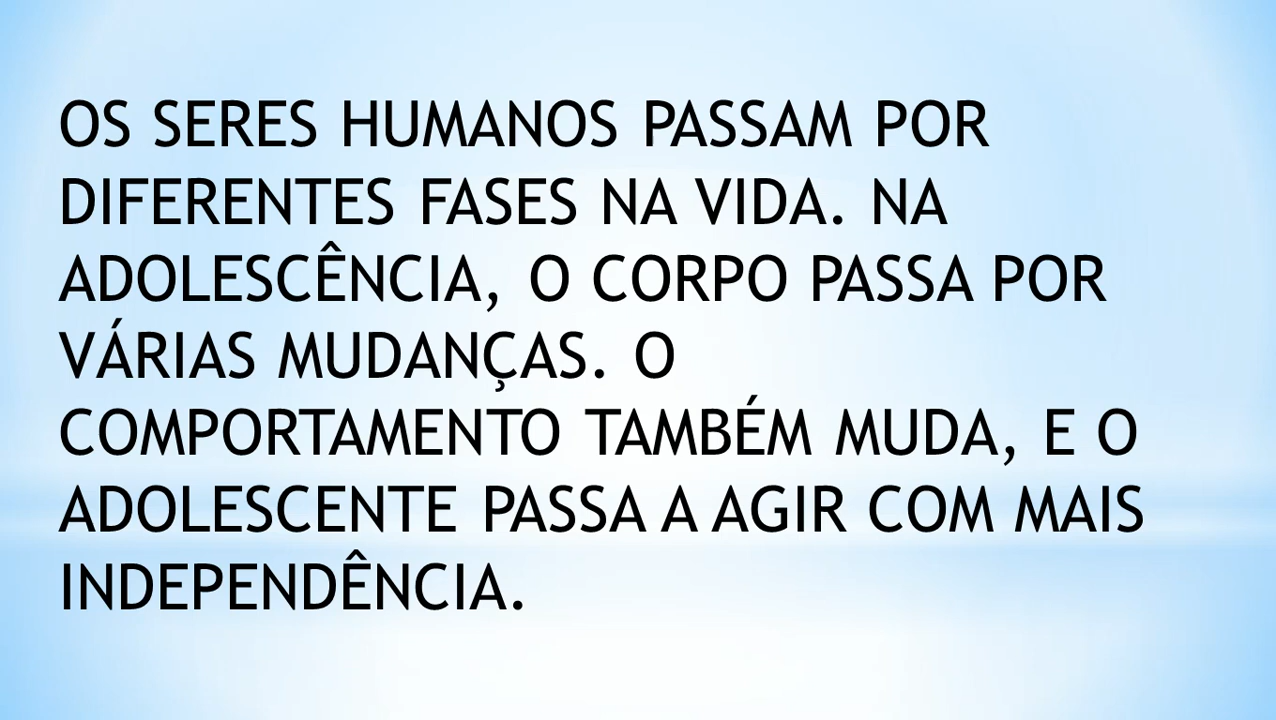 OS SERES HUMANOS PASSAM POR
DIFERENTES FASES NA VIDA. NA
ADOLESCÊNCIA, O CORPO PASSA POR
VÁRIAS MUDANÇAS. O
COMPORTAMENTO TAMBÉM MUDA, E O
ADOLESCENTE PASSA A AGIR COM MAIS
INDEPENDÊNCIA.